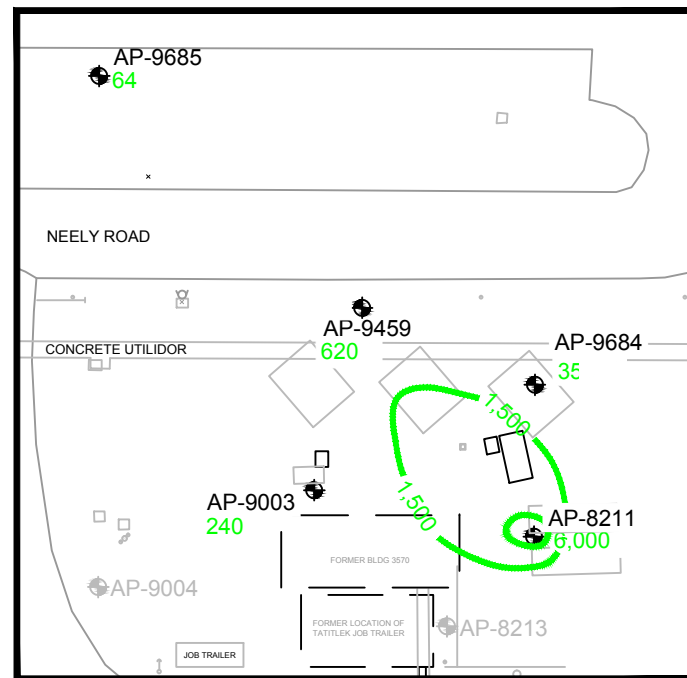 AP-9685
64
NEELY ROAD
AP-9459
620
CONCRETE UTILIDOR
AP-9684
35
1,500
1,500
AP-9003
240
AP-8211
6,000
FORMER BLDG 3570
AP-9004
FORMER LOCATION OF
TATITLEK JOB TRAILER
AP-8213
JOB TRAILER